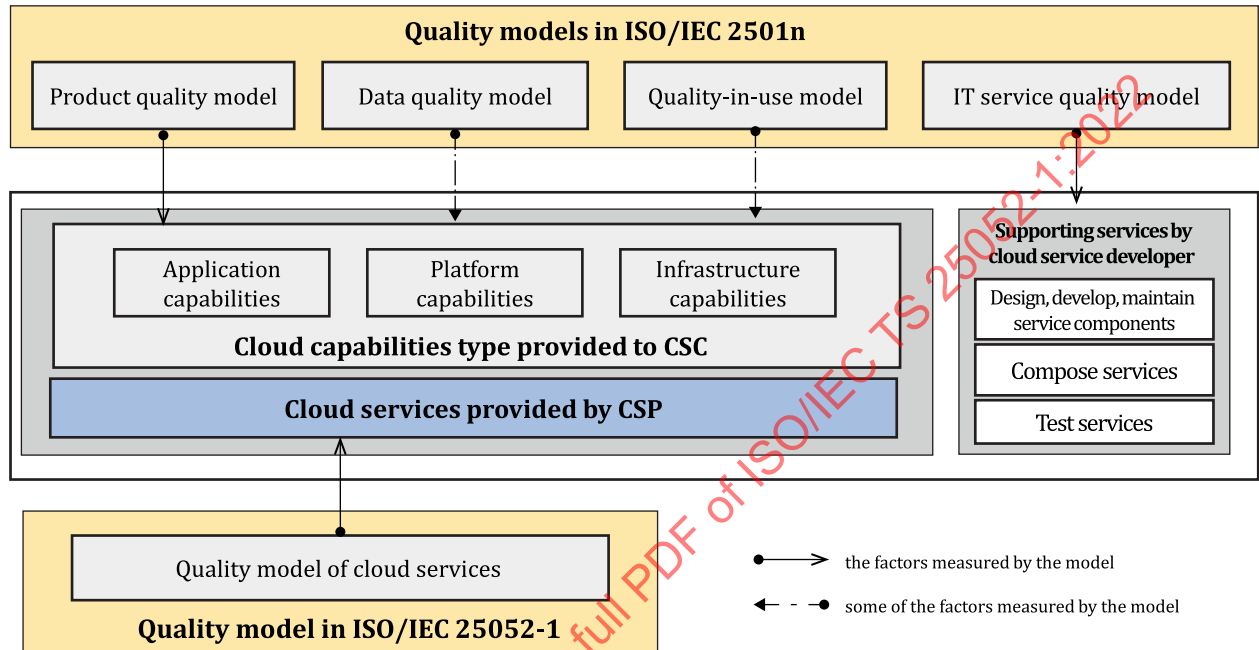 Quality models in ISO/IEC 2501n
Product quality model
Data quality model
Quality-in-use model
IT service quality model
Application
capabilities
Platform
capabilities
Infrastructure
capabilities
Cloud capabilities type provided to CSC
Cloud services provided by CSP
Supporting services by
cloud service developer
Design, develop, maintain
service components
Compose services
Test services
Quality model of cloud services
Quality model in ISO/IEC 25052-1
the factors measured by the model
some of the factors measured by the model
full PDF of ISO/IEC TS 25052-1:2022